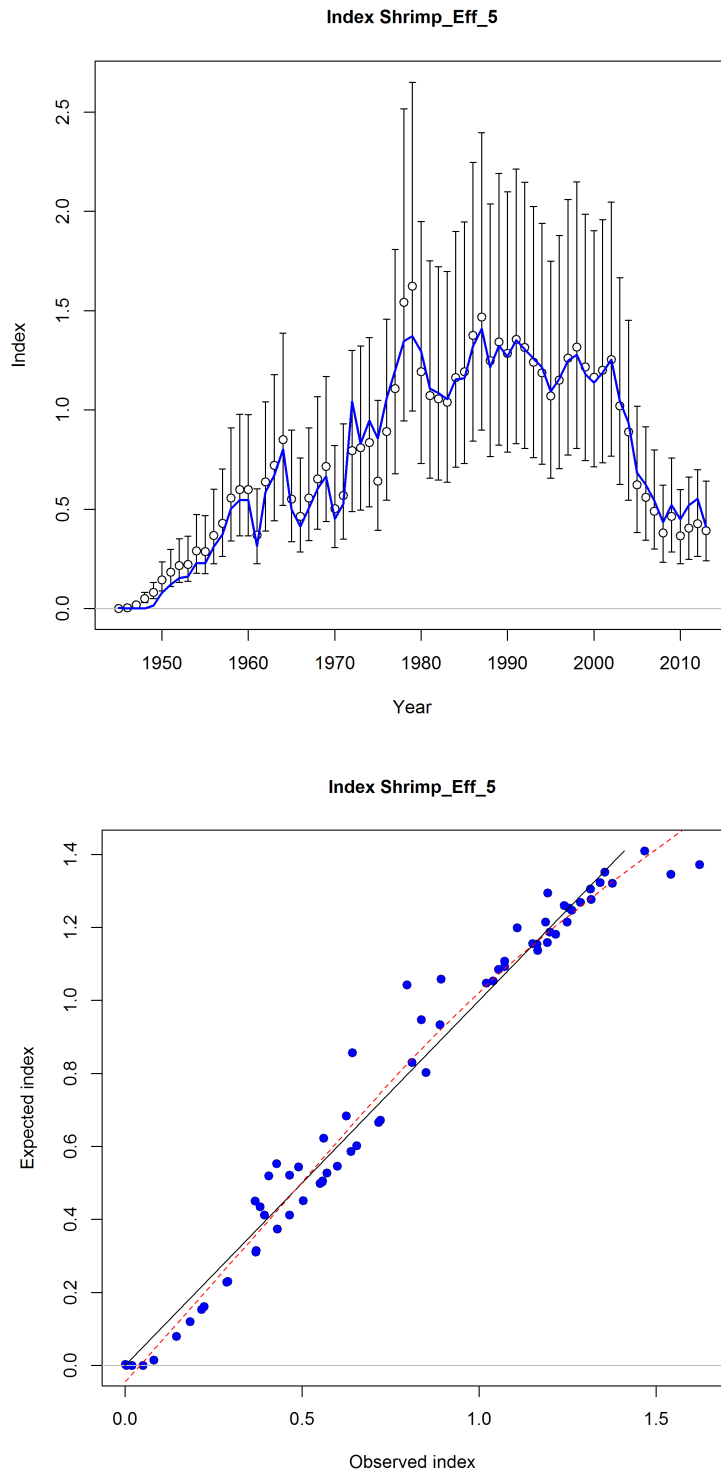 Index Shrimp_Eff_5
2.5
2.0
1.5
1.0
0.5
0.0
Index
1950 1960 1970 1980 1990 2000 2010
Year
Index Shrimp_Eff_5
1.4
1.2
1.0
0.8
0.6
0.4
0.2
0.0
Expected index
0.0 0.5 1.0 1.5
Observed index